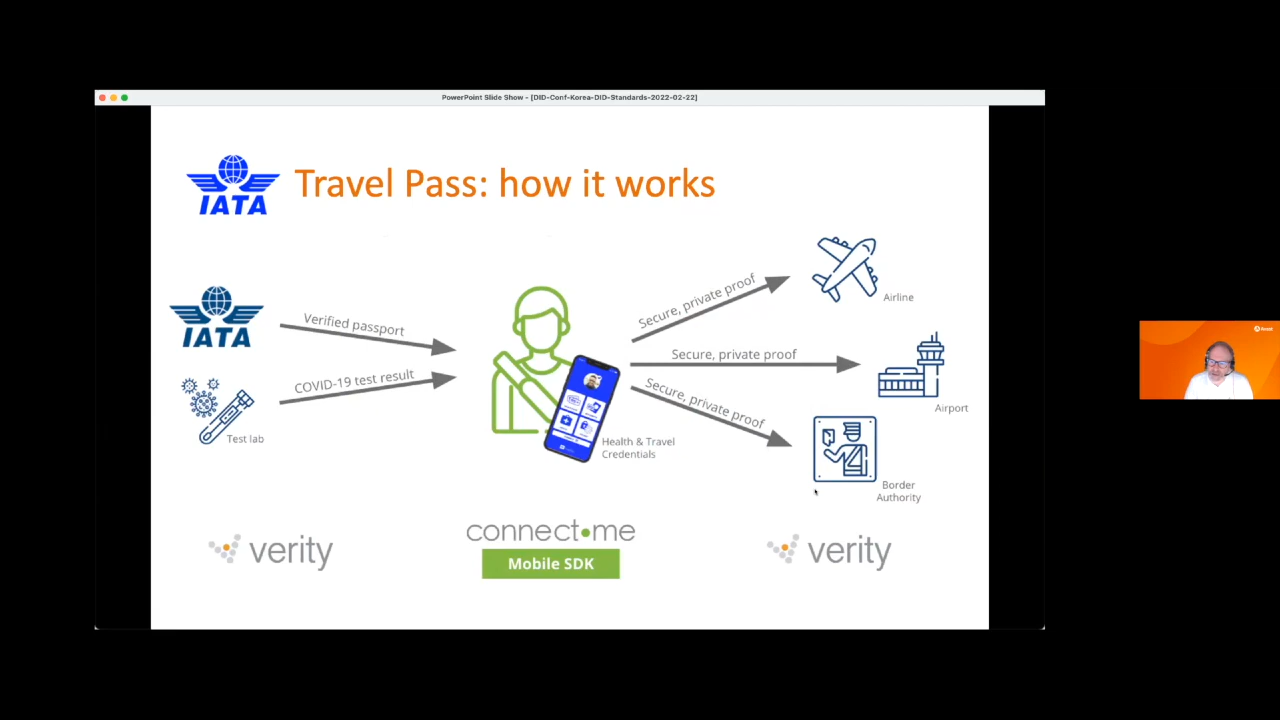 PowerPoint Slide Show - [DID-Conf-Korea-DID-Standards-2022-02-22]
IATA
Travel Pass: how it works
IATA
Verified passport
COVID-19 test result
Test lab
Health & Travel
Credentials
Secure, private proof
Airline
Secure, private proof
Airport
Secure, private proof
Border
Authority
verity
connect•me
Mobile SDK
verity